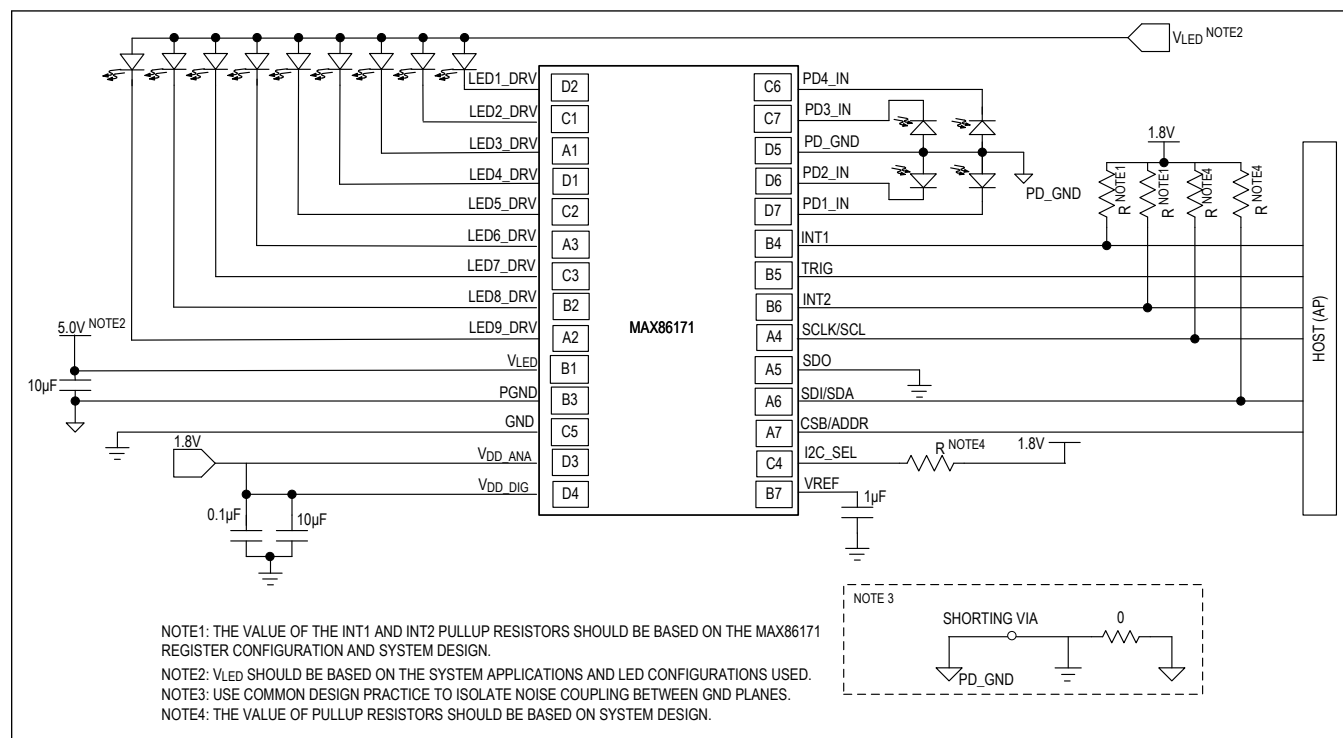 VLED NOTE2
LED1_DRV
D2
C6
PD4_IN
LED2_DRV
C1
C7
PD3_IN
LED3_DRV
A1
D5
PD_GND
LED4_DRV
D1
D6
PD2_IN
LED5_DRV
C2
D7
PD1_IN
PD_GND
1.8V
R NOTE1
R NOTE1
R NOTE4
R NOTE4
LED6_DRV
A3
B4
INT1
LED7_DRV
C3
B5
TRIG
LED8_DRV
B2
B6
INT2
5.0V NOTE2
LED9_DRV
A2
MAX86171
A4
SCLK/SCL
HOST (AP)
VLED
B1
A5
SDO
10µF
PGND
B3
A6
SDI/SDA
GND
C5
A7
CSB/ADDR
1.8V
VDD_ANA
D3
C4
I2C_SEL
R NOTE4
1.8V
VDD_DIG
D4
B7
VREF
0.1µF
10µF
1µF
NOTE 3
SHORTING VIA
0
PD_GND
NOTE1: THE VALUE OF THE INT1 AND INT2 PULLUP RESISTORS SHOULD BE BASED ON THE MAX86171
REGISTER CONFIGURATION AND SYSTEM DESIGN.
NOTE2: VLED SHOULD BE BASED ON THE SYSTEM APPLICATIONS AND LED CONFIGURATIONS USED.
NOTE3: USE COMMON DESIGN PRACTICE TO ISOLATE NOISE COUPLING BETWEEN GND PLANES.
NOTE4: THE VALUE OF PULLUP RESISTORS SHOULD BE BASED ON SYSTEM DESIGN.